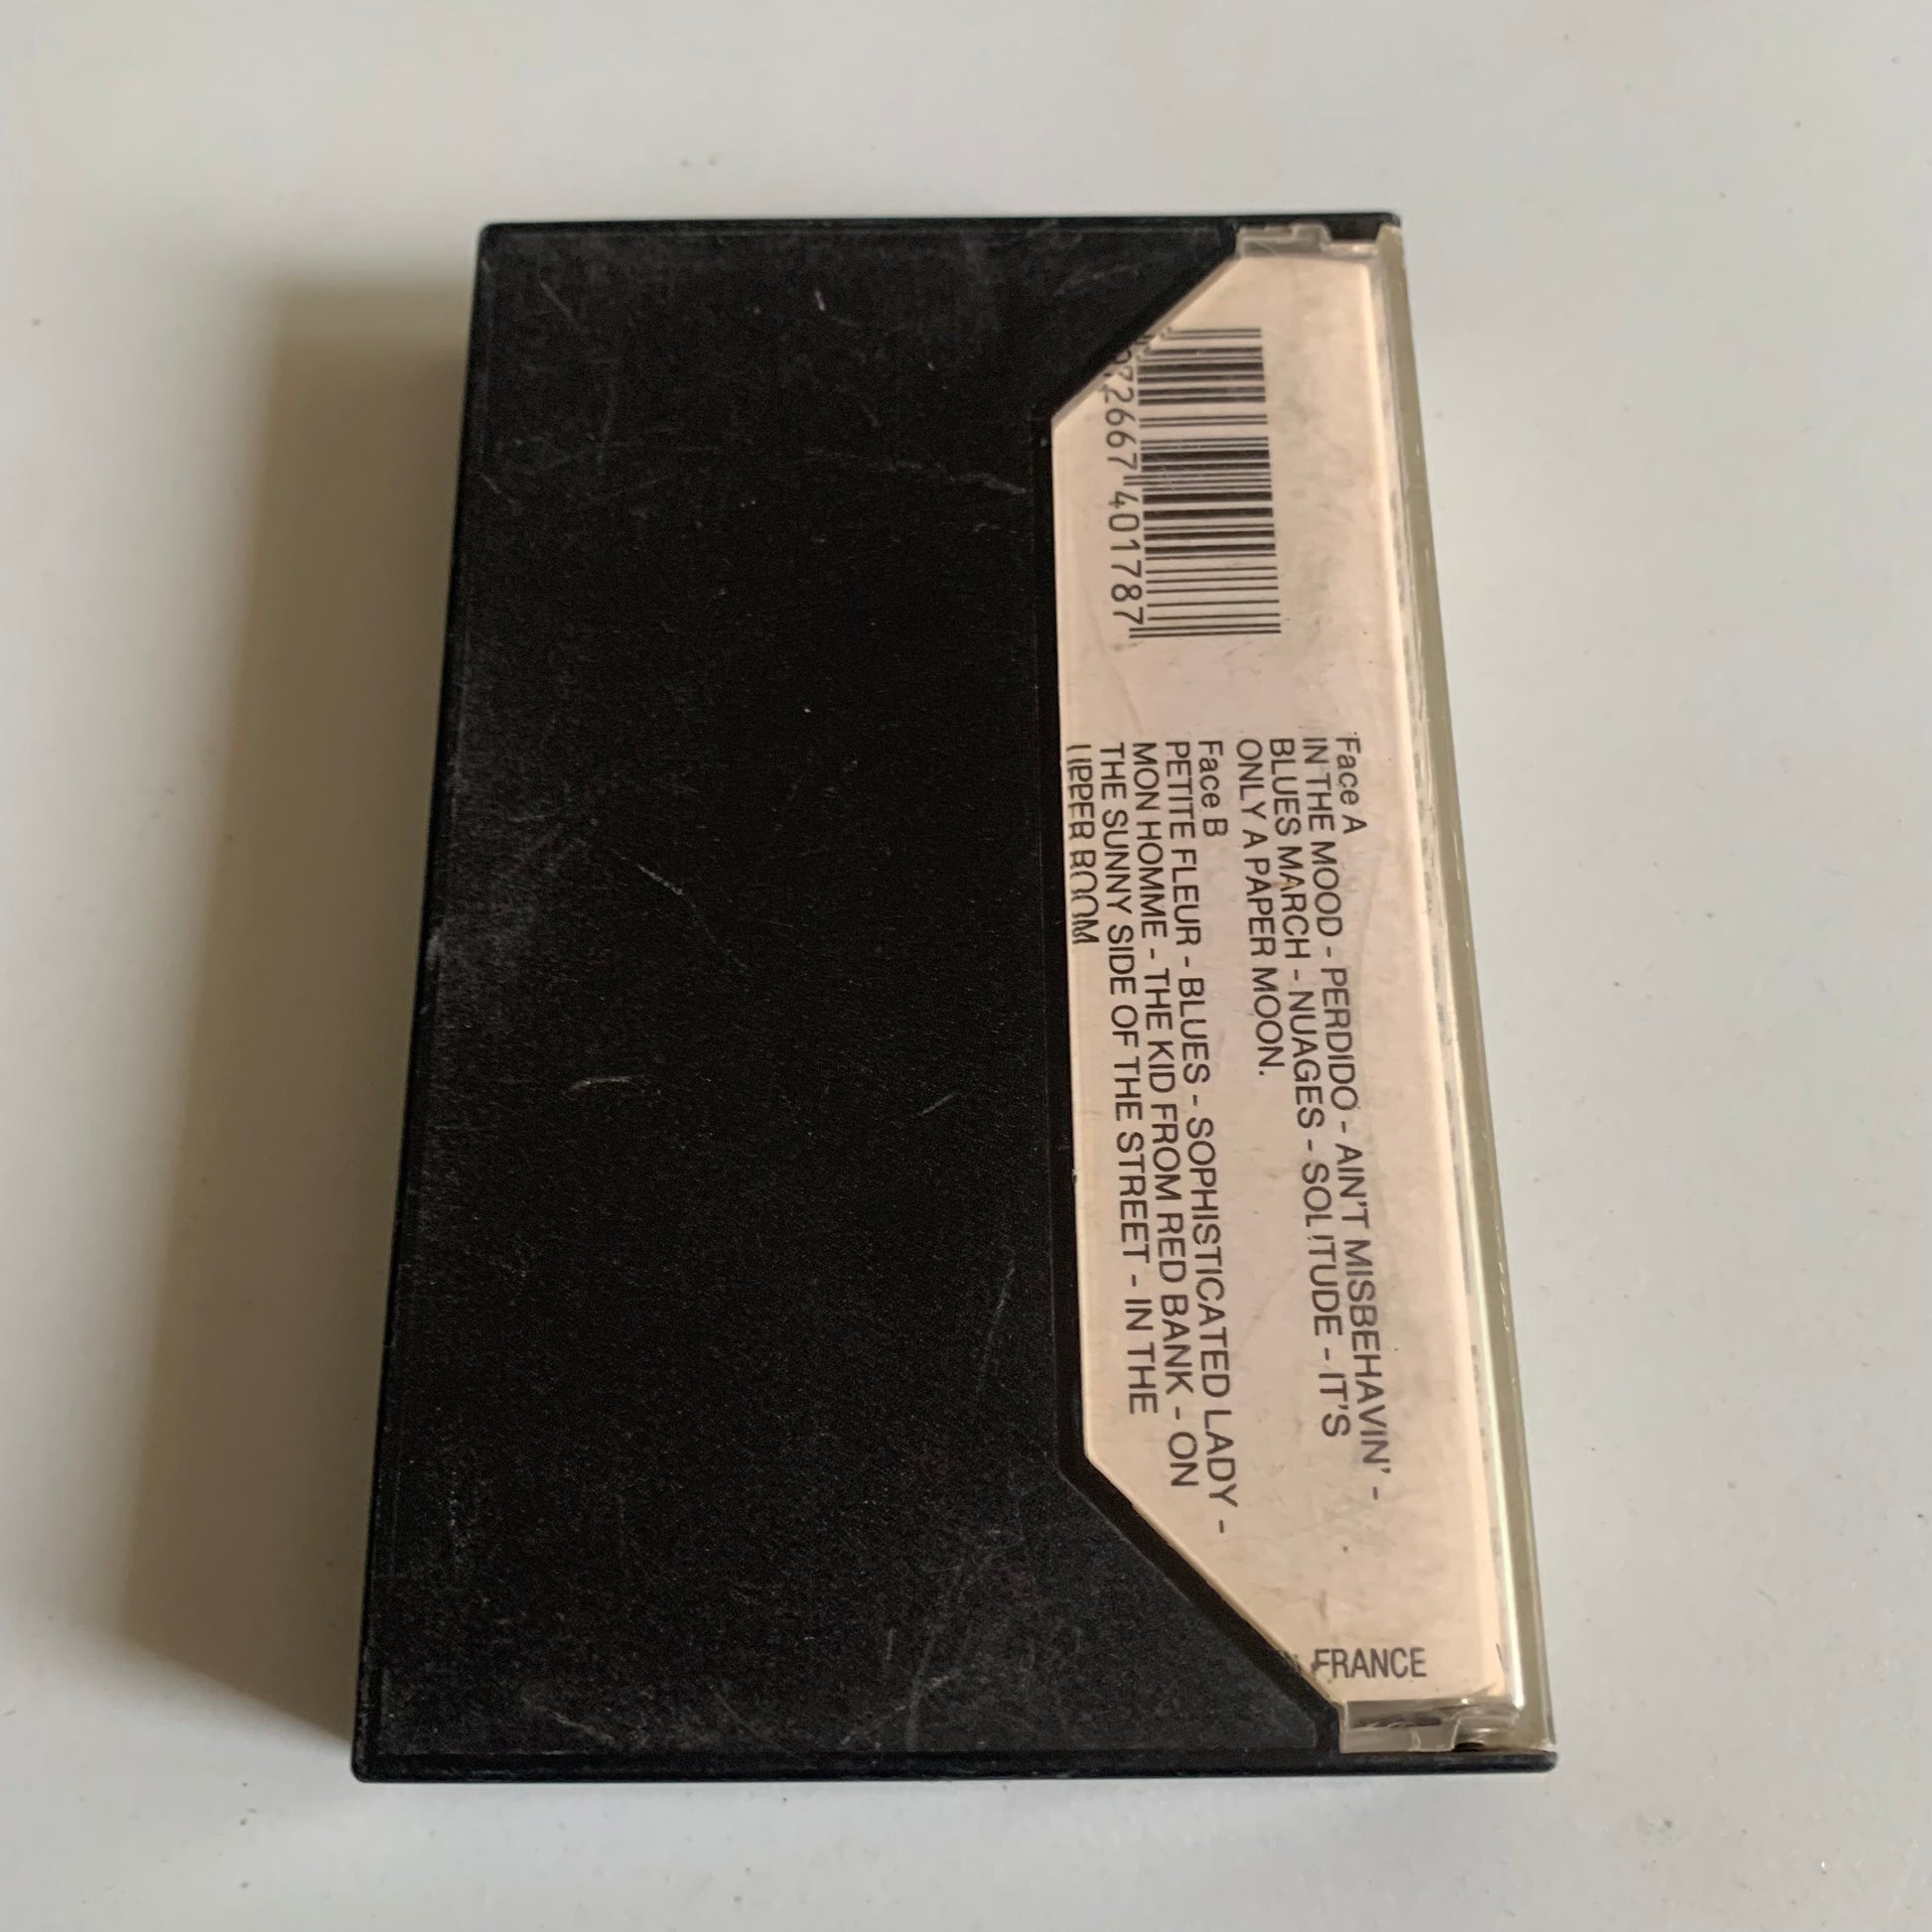 2667 401787
Face A
IN THE MOOD - PERDIDO - AIN'T MISBEHAVIN' -
BLUES MARCH - NUAGES - SOLITUDE - IT'S
ONLY A PAPER MOON.
Face B
PETITE FLEUR - BLUES - SOPHISTICATED LADY -
MON HOMME - THE KID FROM RED BANK - ON
THE SUNNY SIDE OF THE STREET - IN THE
UPPER ROOM
FRANCE